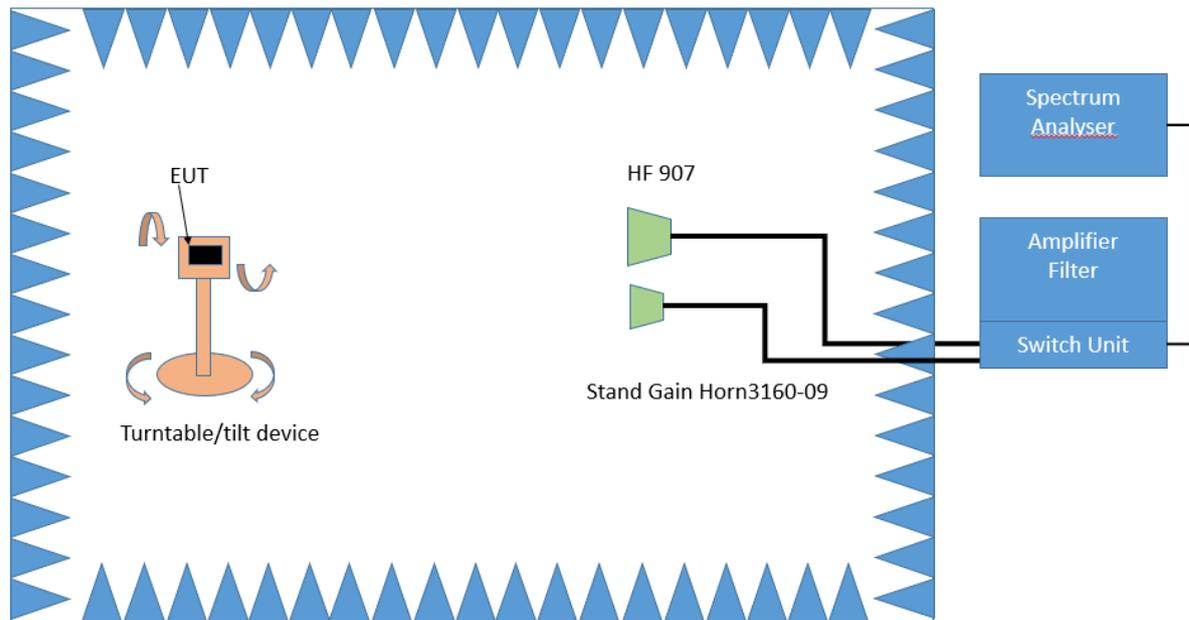 Spectrum
Analyser
EUT
HF 907
Amplifier
Filter
Switch Unit
Stand Gain Horn3160-09
Turntable/tilt device